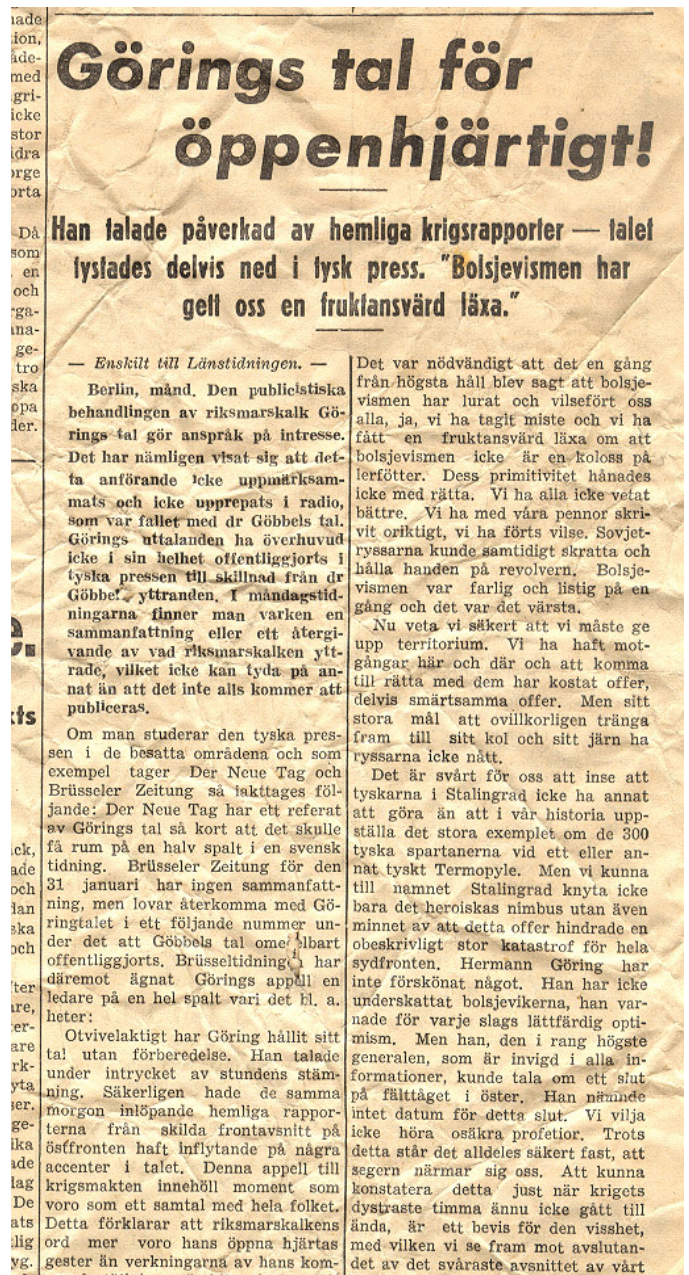 Görings tal för
öppenhjärtigt!
Han talade påverkad av hemliga krigsrapporter — talet
tystades delvis ned i tysk press. "Bolsjevismen har
gett oss en fruktansvärd läxa."
— Enskilt till Länstidningen. —
Berlin, månd. Den publicistiska
behandlingen av riksmarskalk Gö-
rings tal gör anspråk på intresse.
Det har nämligen visat sig att det-
ta anförande icke uppmärksam-
mats och icke upprepats i radio,
som var fallet med dr Göbbels tal.
Görings uttalanden ha överhuvud
icke i sin helhet offentliggjorts i
tyska pressen till skillnad från dr
Göbbels yttranden. I måndagstid-
ningarna finner man varken en
sammanfattning eller ett återgi-
vande av vad riksmarskalken ytt-
rade, vilket icke kan tyda på an-
nat än att det inte alls kommer att
publiceras.
Om man studerar den tyska pres-
sen i de besatta områdena och som
exempel tager Der Neue Tag och
Brüsseler Zeitung så iakttages föl-
jande: Der Neue Tag har ett referat
av Görings tal så kort att det skulle
få rum på en halv spalt i en svensk
tidning. Brüsseler Zeitung för den
31 januari har ingen sammanfatt-
ning, men lovar återkomma med Gö-
ringtalet i ett följande nummer un-
der det att Göbbels tal omedelbart
offentliggjorts. Brüsseltidningen har
däremot ägnat Görings appell en
ledare på en hel spalt vari det bl. a.
heter:
Otvivelaktigt har Göring hållit sitt
tal utan förberedelse. Han talade
under intrycket av stundens stäm-
ning. Säkerligen hade de samma
morgon inlöpande hemliga rappor-
terna från skilda frontavsnitt på
östfronten haft inflytande på några
accenter i talet. Denna appell till
krigsmakten innehöll moment som
voro som ett samtal med hela folket.
Detta förklarar att riksmarskalkens
ord mer voro hans öppna hjärtas
gester än verkningarna av hans kom-
Det var nödvändigt att det en gång
från högsta håll blev sagt att bolsje-
vismen har lurat och vilsefört oss
alla, ja, vi ha tagit miste och vi ha
fått en fruktansvärd läxa om att
bolsjevismen icke är en koloss på
lerfötter. Dess primitivitet hånades
icke med rätta. Vi ha alla icke vetat
bättre. Vi ha med våra pennor skri-
vit oriktigt, vi ha förts vilse. Sovjet-
ryssarna kunde samtidigt skratta och
hålla handen på revolvern. Bolsje-
vismen var farlig och listig på en
gång och det var det värsta.
Nu veta vi säkert att vi måste ge
upp territorium. Vi ha haft mot-
gångar här och där och att komma
till rätta med dem har kostat offer,
delvis smärtsamma offer. Men sitt
stora mål att ovillkorligen tränga
fram till sitt kol och sitt järn ha
ryssarna icke nått.
Det är svårt för oss att inse att
tyskarna i Stalingrad icke ha annat
att göra än att i vår historia upp-
ställa det stora exemplet om de 300
tyska spartanerna vid ett eller an-
nat tyskt Termopyle. Men vi kunna
till namnet Stalingrad knyta icke
bara det heroiskas nimbus utan även
minnet av att detta offer hindrade en
obeskrivligt stor katastrof för hela
sydfronten. Hermann Göring har
inte förskönat något. Han har icke
underskattat bolsjevikerna, han var-
nade för varje slags lättfärdig opti-
mism. Men han, den i rang högste
generalen, som är invigd i alla in-
formationer, kunde tala om ett slut
på fälttåget i öster. Han nämnde
intet datum för detta slut. Vi vilja
icke höra osäkra profetior. Trots
detta står det alldeles säkert fast, att
segern närmar sig oss. Att kunna
konstatera detta just när krigets
dystraste timma ännu icke gått till
ända, är ett bevis för den visshet,
med vilken vi se fram mot avslutan-
det av det svåraste avsnittet av vårt